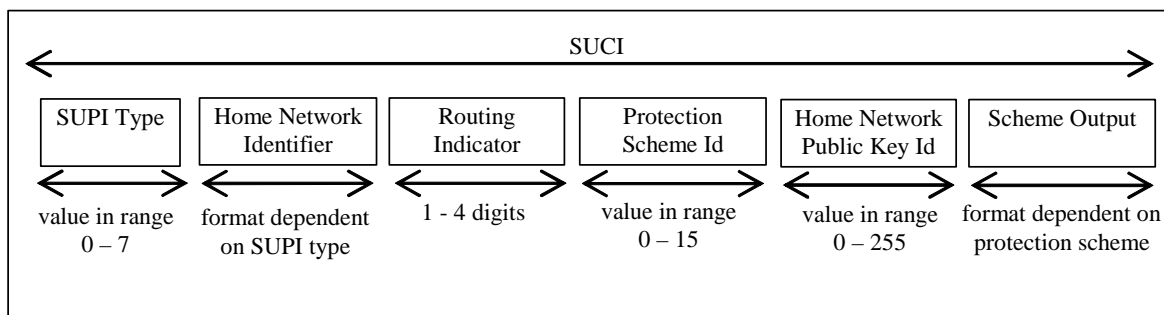 SUCI
SUPI Type
Home Network
Identifier
Routing
Indicator
Protection
Scheme Id
Home Network
Public Key Id
Scheme Output
value in range
0 – 7
format dependent
on SUPI type
1 - 4 digits
value in range
0 – 15
value in range
0 – 255
format dependent on
protection scheme